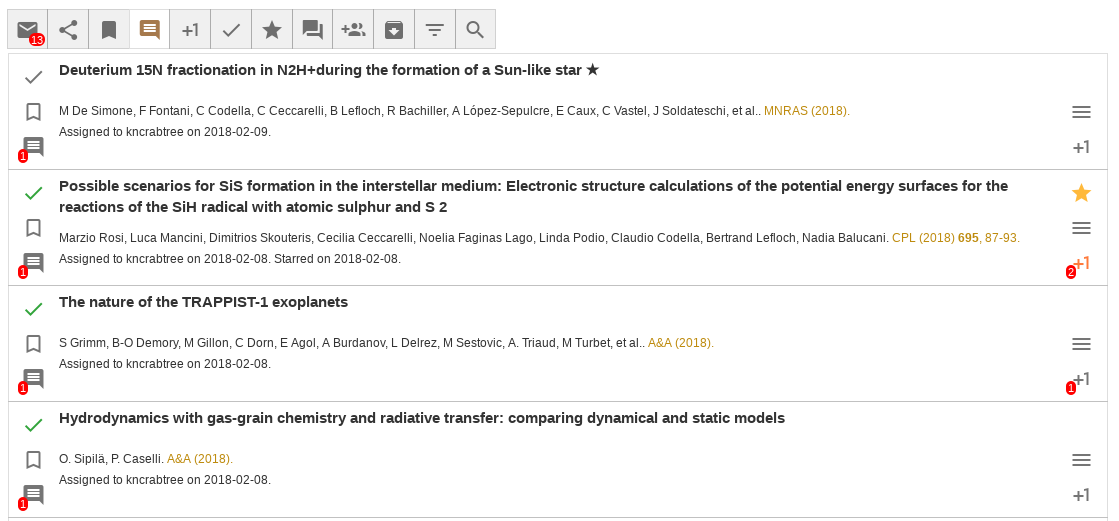 13
+1
Deuterium 15N fractionation in N2H+during the formation of a Sun-like star ★
M De Simone, F Fontani, C Codella, C Ceccarelli, B Lefloch, R Bachiller, A López-Sepulcre, E Caux, C Vastel, J Soldateschi, et al.. MNRAS (2018).
Assigned to kncrabtree on 2018-02-09.
1
+1
Possible scenarios for SiS formation in the interstellar medium: Electronic structure calculations of the potential energy surfaces for the
reactions of the SiH radical with atomic sulphur and S 2
Marzio Rosi, Luca Mancini, Dimitrios Skouteris, Cecilia Ceccarelli, Noelia Faginas Lago, Linda Podio, Claudio Codella, Bertrand Lefloch, Nadia Balucani. CPL (2018) 695, 87-93.
Assigned to kncrabtree on 2018-02-08. Starred on 2018-02-08.
1
+1
2
The nature of the TRAPPIST-1 exoplanets
S Grimm, B-O Demory, M Gillon, C Dorn, E Agol, A Burdanov, L Delrez, M Sestovic, A. Triaud, M Turbet, et al.. A&A (2018).
Assigned to kncrabtree on 2018-02-08.
1
+1
1
Hydrodynamics with gas-grain chemistry and radiative transfer: comparing dynamical and static models
O. Sipilä, P. Caselli. A&A (2018).
Assigned to kncrabtree on 2018-02-08.
1
+1